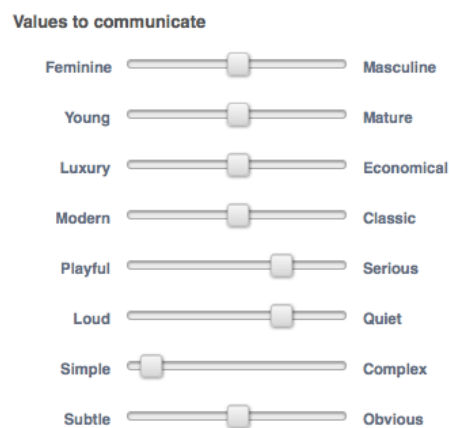 Values to communicate
Feminine Masculine
Young Mature
Luxury Economical
Modern Classic
Playful Serious
Loud Quiet
Simple Complex
Subtle Obvious